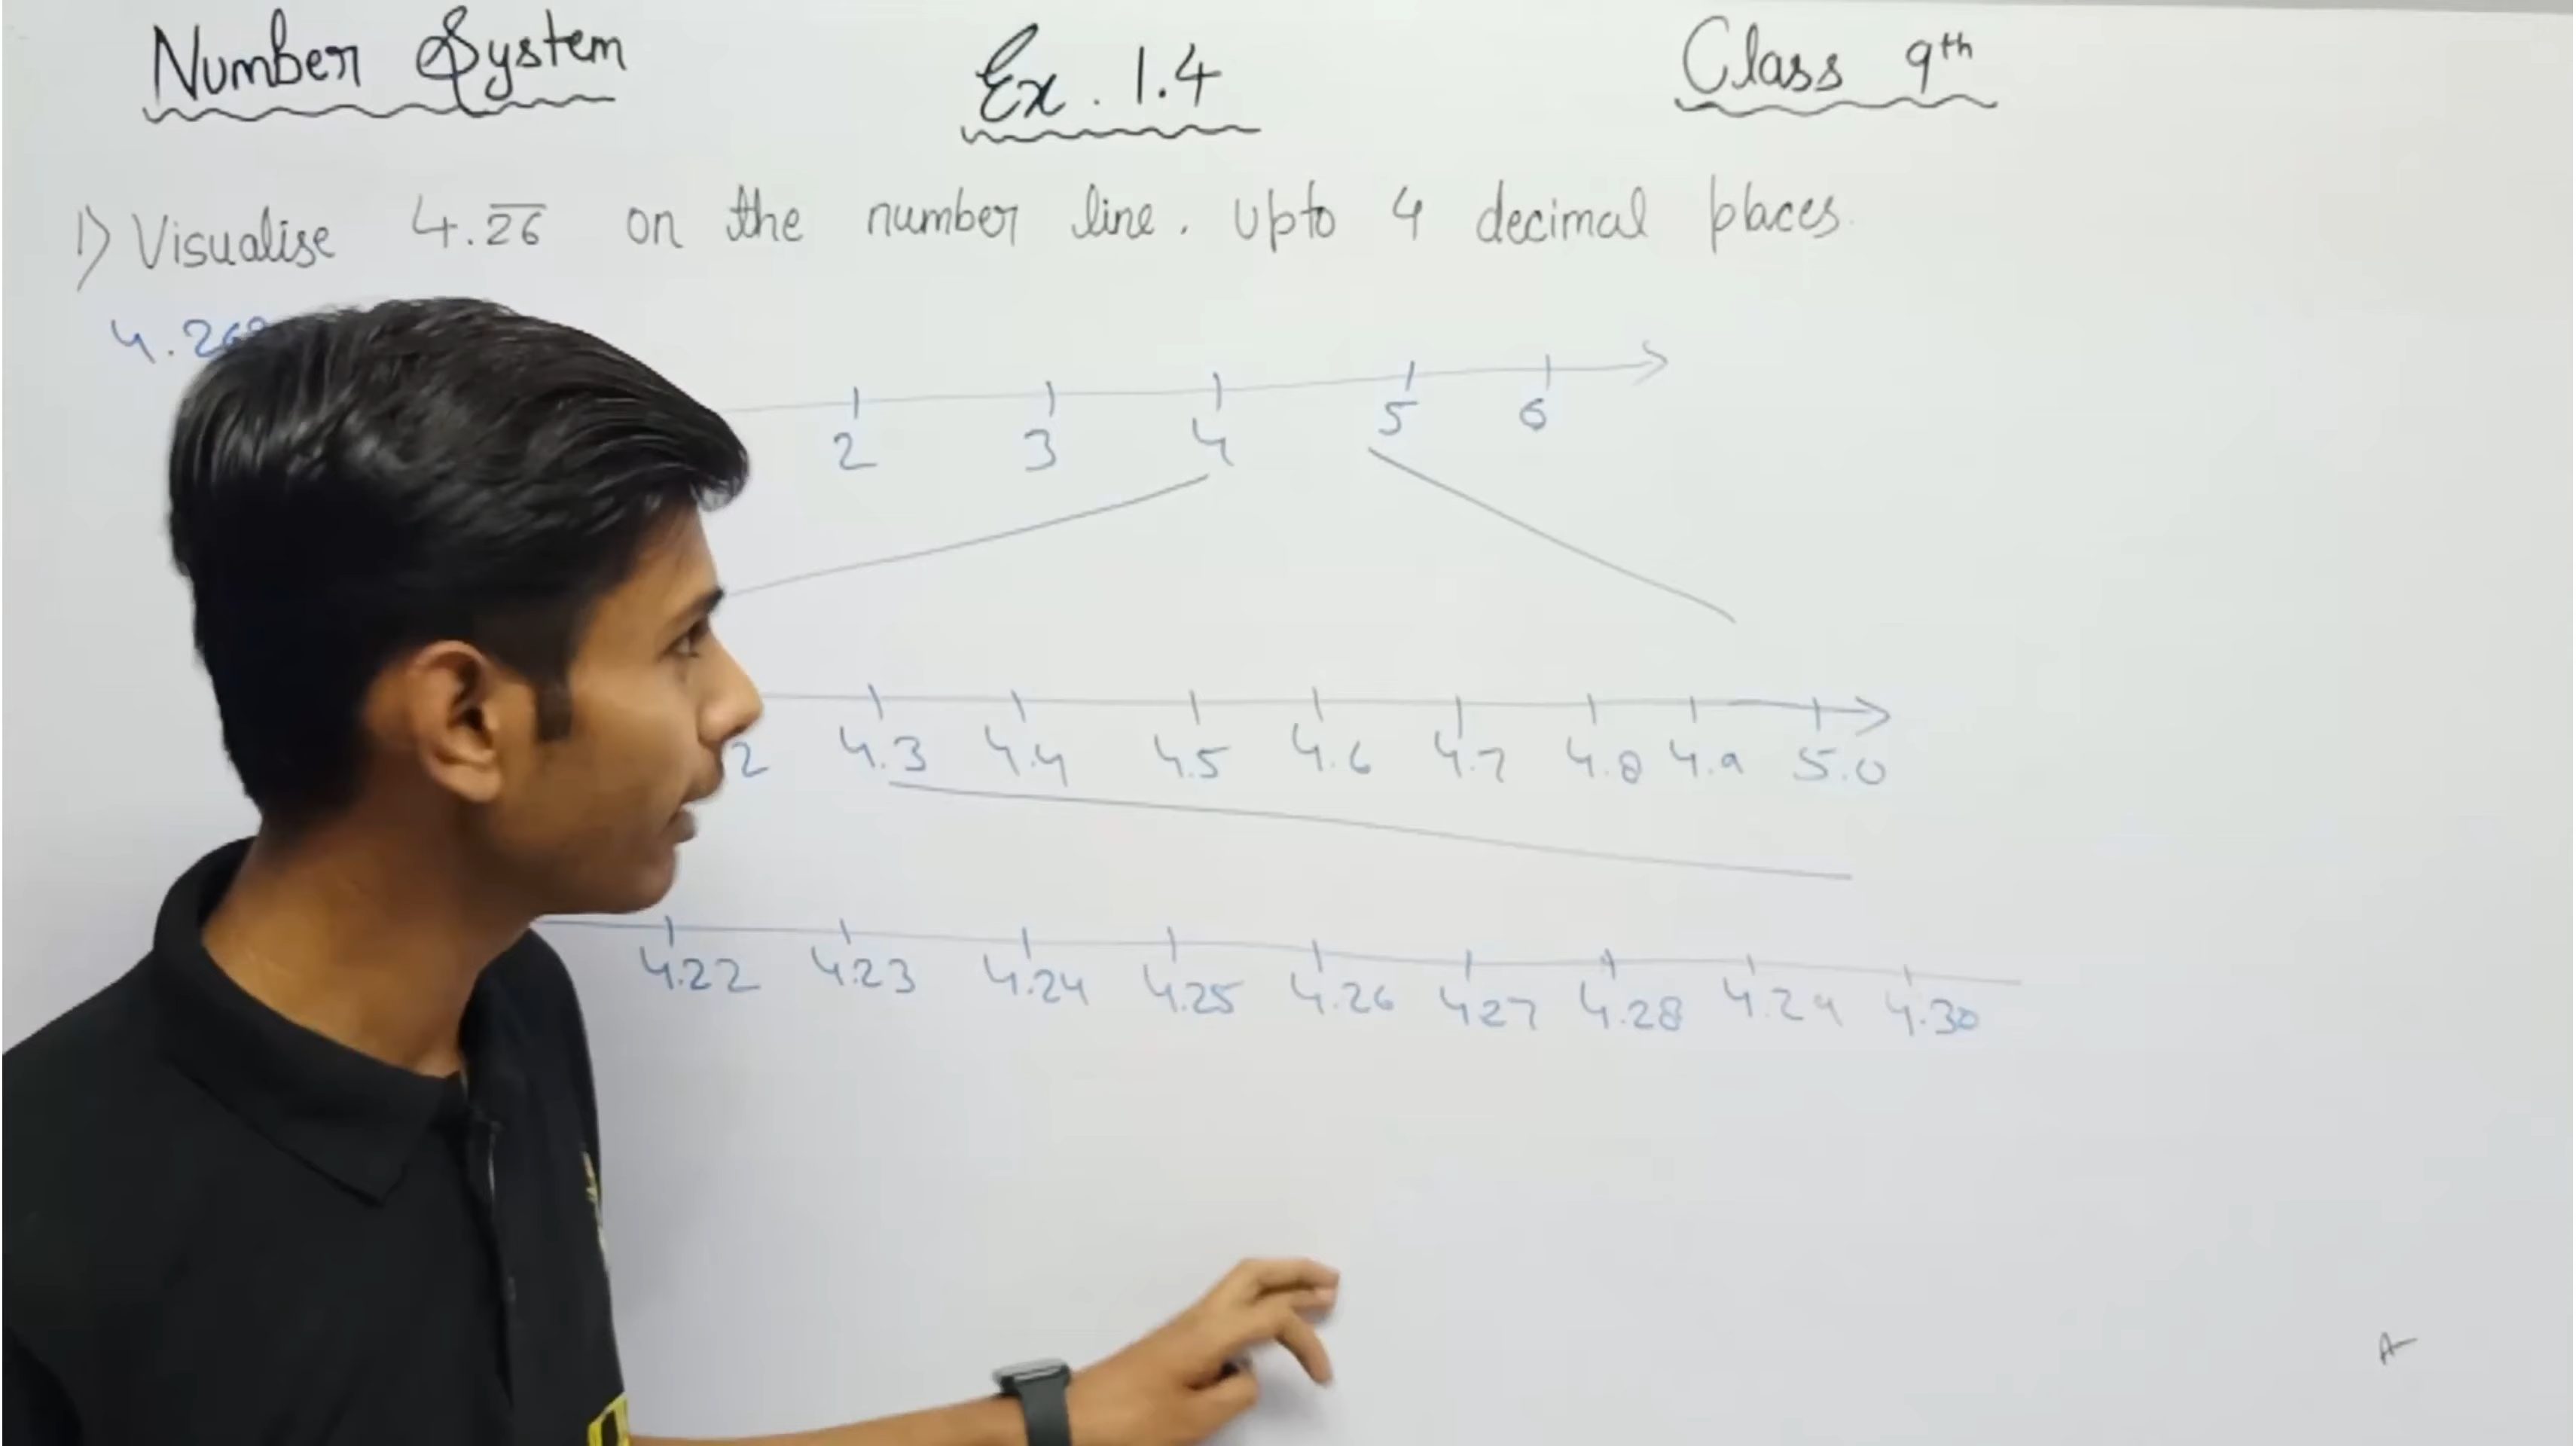 Number System Ex. 1.4 Class 9th
1) Visualise 4.2̅6̅ on the number line. upto 4 decimal places.
4.26
2 3 4 5 6
2 4.3 4.4 4.5 4.6 4.7 4.8 4.9 5.0
4.22 4.23 4.24 4.25 4.26 4.27 4.28 4.29 4.30
A